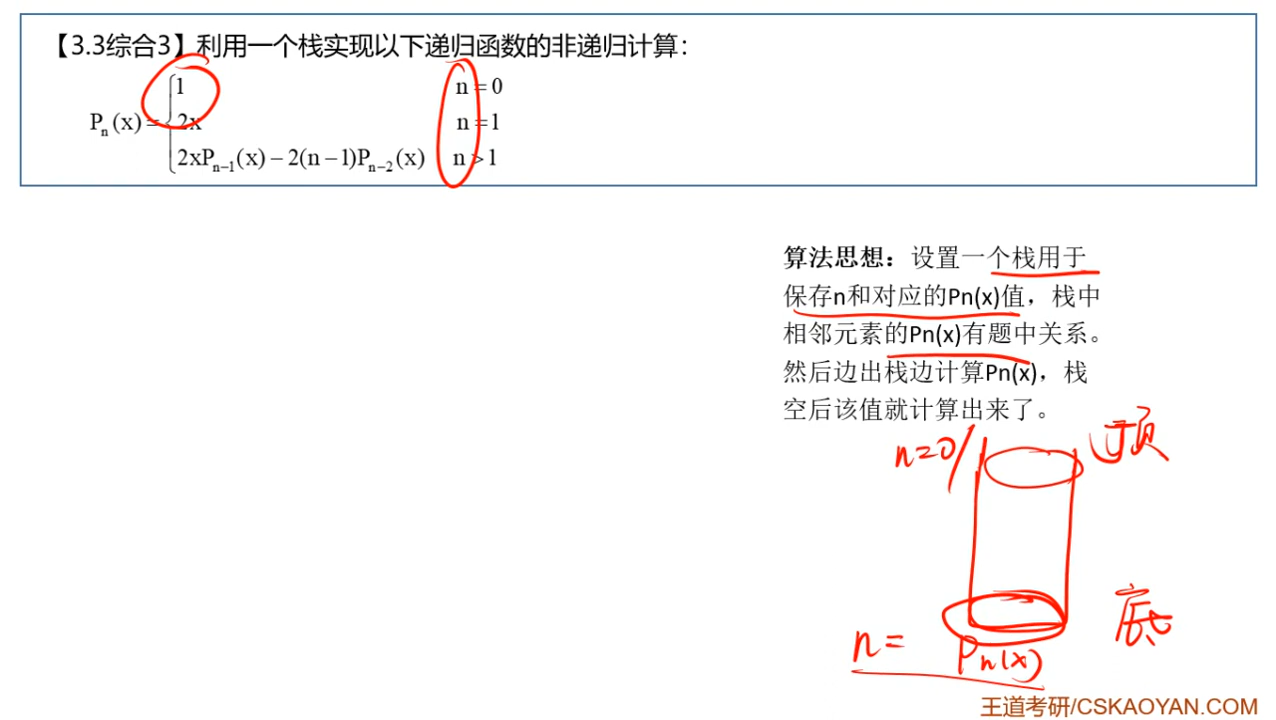 【3.3综合3】利用一个栈实现以下递归函数的非递归计算：
1 n = 0
Pn(x) = 2x n = 1
2xPn−1(x) − 2(n −1)Pn−2(x) n > 1
算法思想：设置一个栈用于
保存n和对应的Pn(x)值，栈中
相邻元素的Pn(x)有题中关系。
然后边出栈边计算Pn(x)，栈
空后该值就计算出来了。
n=0/
顶
底
n= Pn(x)
王道考研/CSKAOYAN.COM